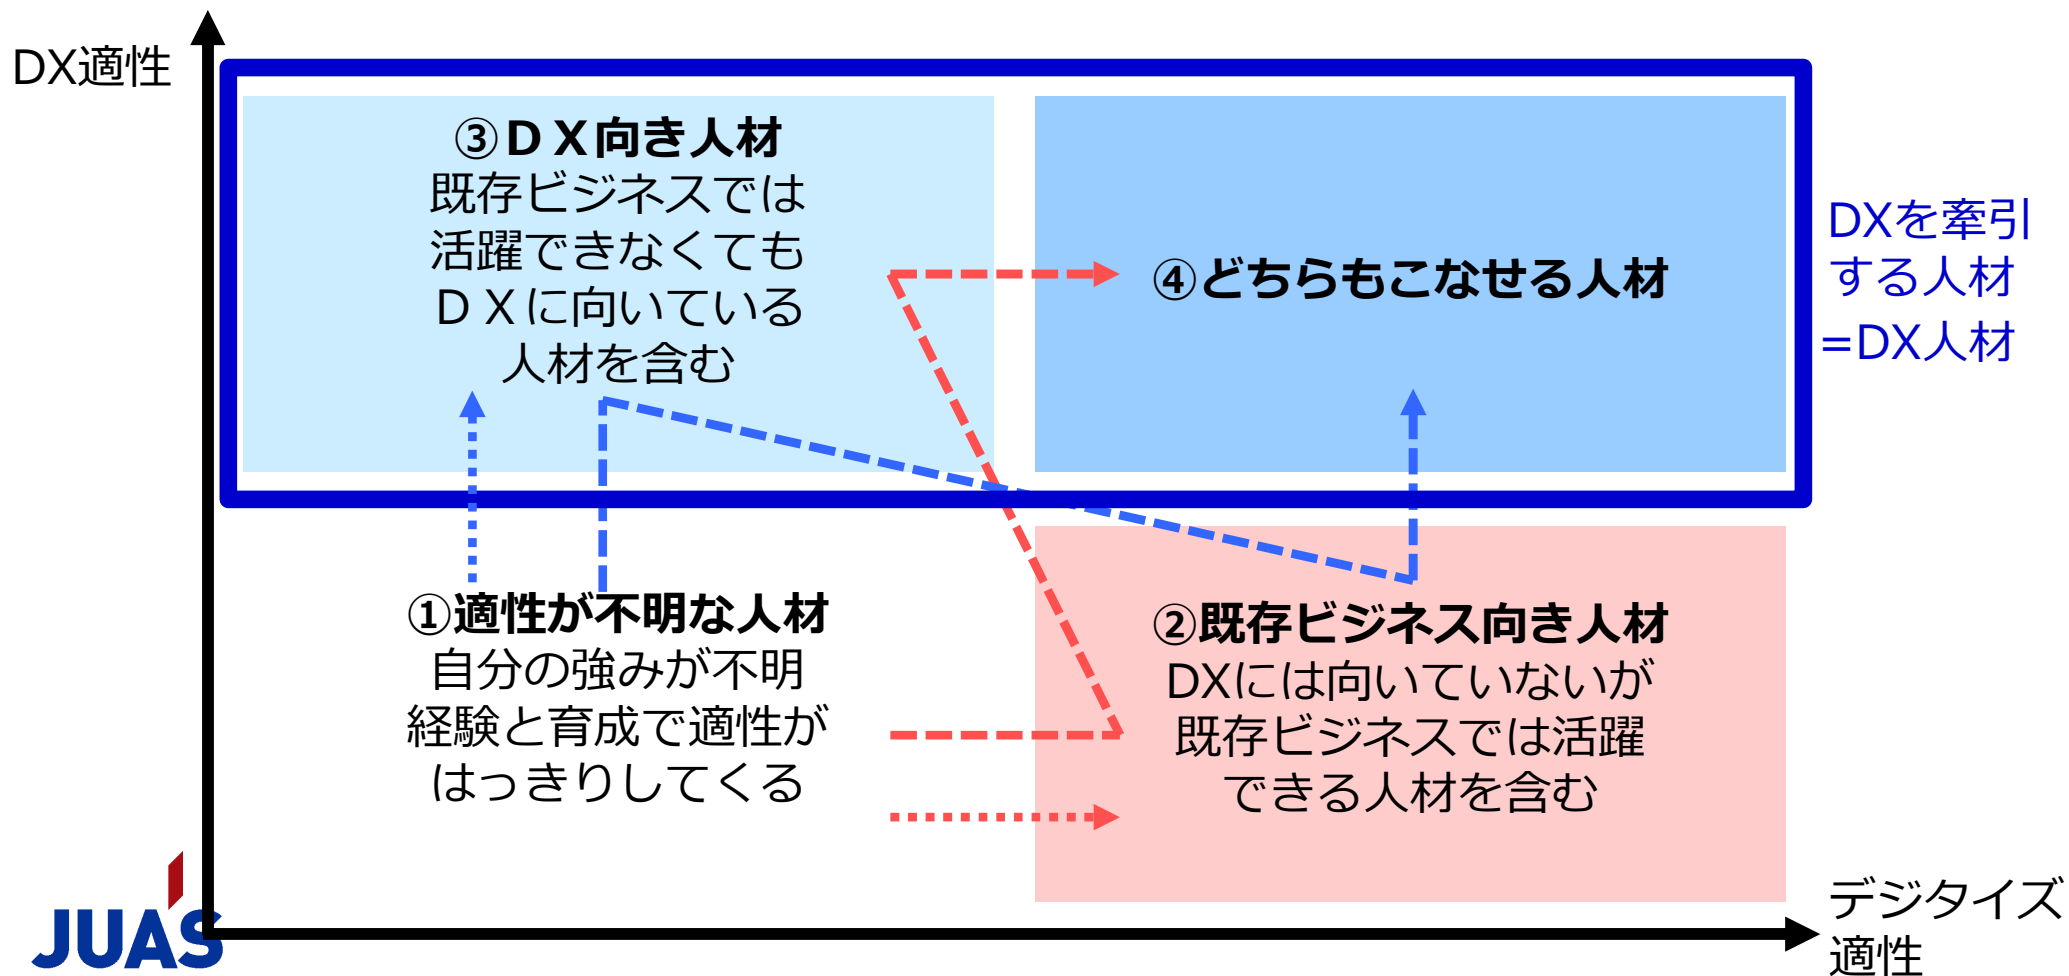 DX適性
③ＤＸ向き人材
既存ビジネスでは
活躍できなくても
ＤＸに向いている
人材を含む
④どちらもこなせる人材
DXを牽引
する人材
=DX人材
①適性が不明な人材
自分の強みが不明
経験と育成で適性が
はっきりしてくる
②既存ビジネス向き人材
DXには向いていないが
既存ビジネスでは活躍
できる人材を含む
JUAS
デジタイズ
適性